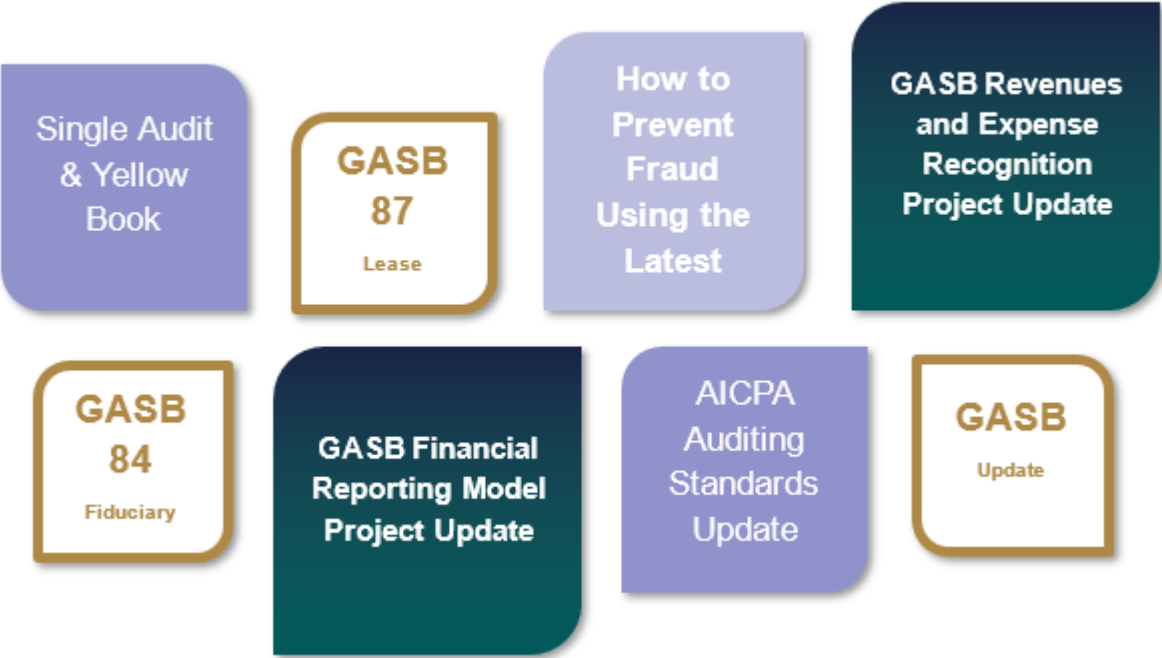 Single Audit
& Yellow
Book
GASB
87
Lease
How to
Prevent
Fraud
Using the
Latest
GASB Revenues
and Expense
Recognition
Project Update
GASB
84
Fiduciary
GASB Financial
Reporting Model
Project Update
AICPA
Auditing
Standards
Update
GASB
Update